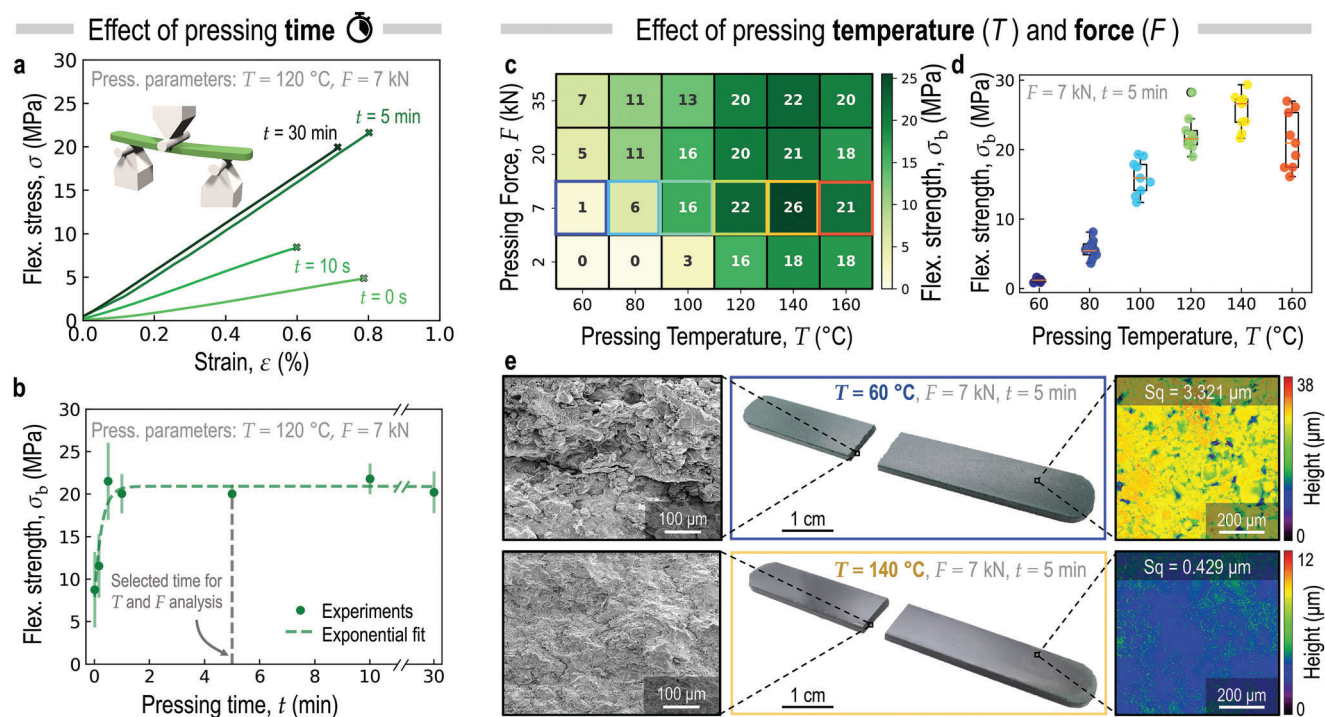 Effect of pressing time
Effect of pressing temperature (T) and force (F)
a
Press. parameters: T = 120 °C, F = 7 kN
Flex. stress, σ (MPa)
30
25
20
15
10
5
0
t = 30 min
t = 5 min
t = 10 s
t = 0 s
0.0 0.2 0.4 0.6 0.8 1.0
Strain, ε (%)
b
Press. parameters: T = 120 °C, F = 7 kN
Flex. strength, σb (MPa)
30
25
20
15
10
5
0
Selected time for
T and F analysis
Experiments
Exponential fit
0 2 4 6 8 10 30
Pressing time, t (min)
c
Pressing Force, F (kN)
35 7 11 13 20 22 20
20 5 11 16 20 21 18
7 1 6 16 22 26 21
2 0 0 3 16 18 18
60 80 100 120 140 160
Pressing Temperature, T (°C)
25
20
15
10
5
0
Flex. strength, σb (MPa)
d
F = 7 kN, t = 5 min
Flex. strength, σb (MPa)
30
20
10
0
60 80 100 120 140 160
Pressing Temperature, T (°C)
e
100 µm
T = 60 °C, F = 7 kN, t = 5 min
1 cm
Sq = 3.321 µm
200 µm
38
Height (µm)
0
100 µm
T = 140 °C, F = 7 kN, t = 5 min
1 cm
Sq = 0.429 µm
200 µm
12
Height (µm)
0